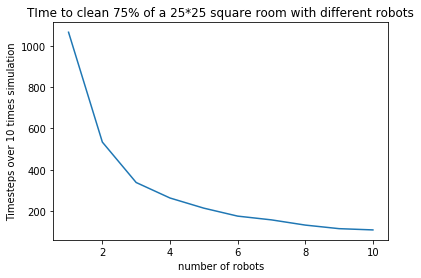 TIme to clean 75% of a 25*25 square room with different robots
Timesteps over 10 times simulation
1000
800
600
400
200
2 4 6 8 10
number of robots